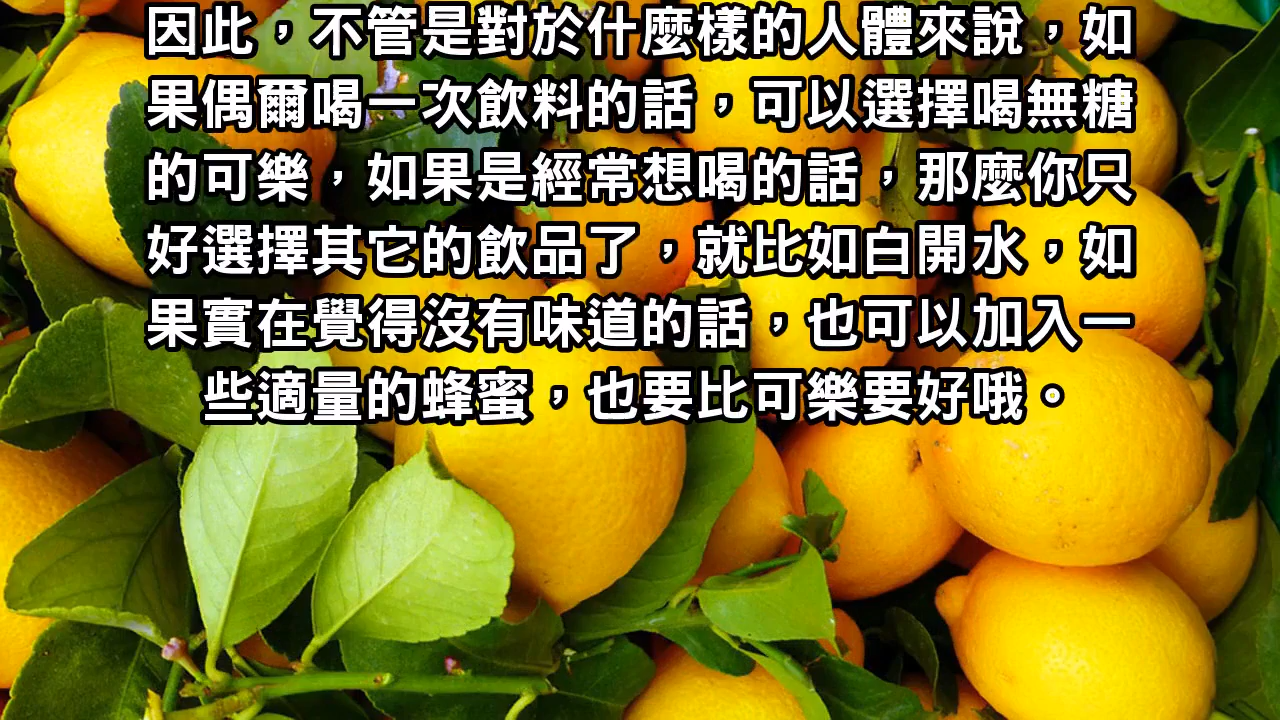 因此，不管是對於什麼樣的人體來說，如
果偶爾喝一次飲料的話，可以選擇喝無糖
的可樂，如果是經常想喝的話，那麼你只
好選擇其它的飲品了，就比如白開水，如
果實在覺得沒有味道的話，也可以加入一
些適量的蜂蜜，也要比可樂要好哦。